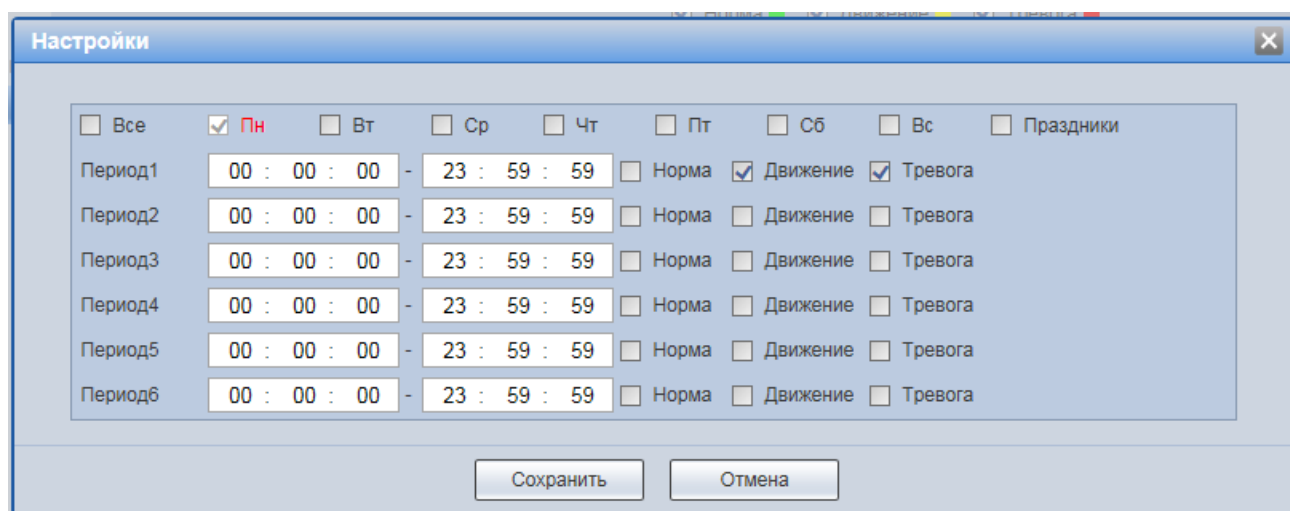 Норма Движение Тревога
Настройки
Все Пн Вт Ср Чт Пт Сб Вс Праздники
Период1 00 : 00 : 00 - 23 : 59 : 59 Норма Движение Тревога
Период2 00 : 00 : 00 - 23 : 59 : 59 Норма Движение Тревога
Период3 00 : 00 : 00 - 23 : 59 : 59 Норма Движение Тревога
Период4 00 : 00 : 00 - 23 : 59 : 59 Норма Движение Тревога
Период5 00 : 00 : 00 - 23 : 59 : 59 Норма Движение Тревога
Период6 00 : 00 : 00 - 23 : 59 : 59 Норма Движение Тревога
Сохранить Отмена